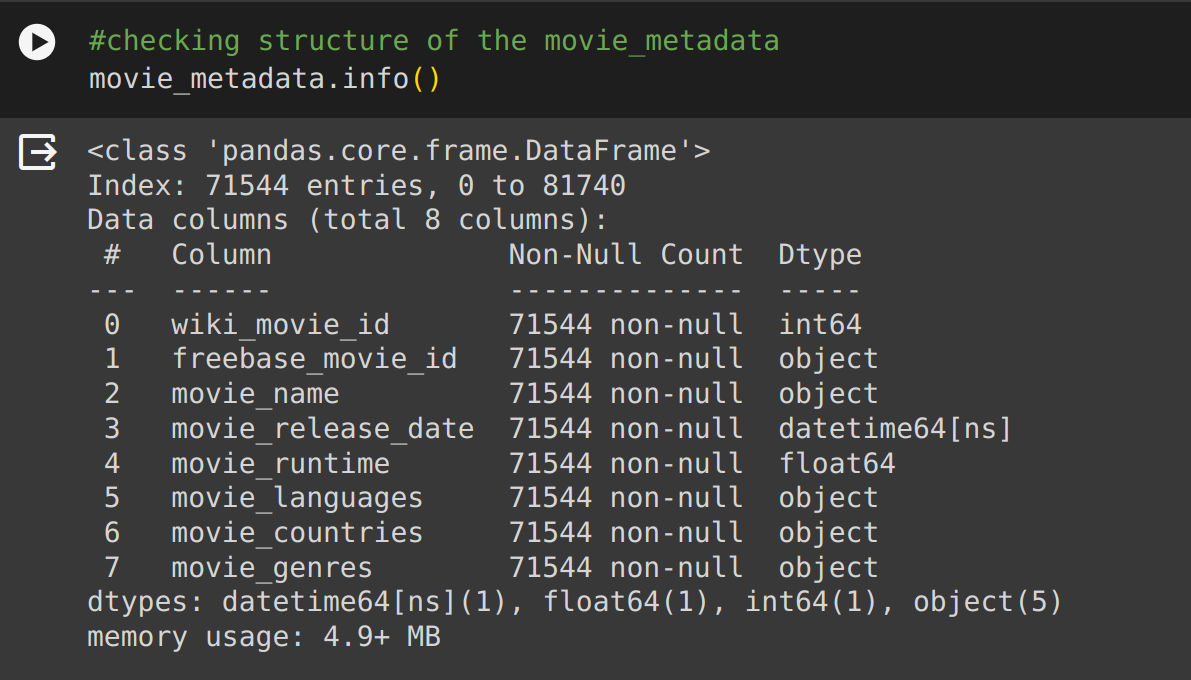 #checking structure of the movie_metadata
movie_metadata.info()
<class 'pandas.core.frame.DataFrame'>
Index: 71544 entries, 0 to 81740
Data columns (total 8 columns):
 #   Column              Non-Null Count  Dtype
---  ------              --------------  -----
 0   wiki_movie_id       71544 non-null  int64
 1   freebase_movie_id   71544 non-null  object
 2   movie_name          71544 non-null  object
 3   movie_release_date  71544 non-null  datetime64[ns]
 4   movie_runtime       71544 non-null  float64
 5   movie_languages     71544 non-null  object
 6   movie_countries     71544 non-null  object
 7   movie_genres        71544 non-null  object
dtypes: datetime64[ns](1), float64(1), int64(1), object(5)
memory usage: 4.9+ MB